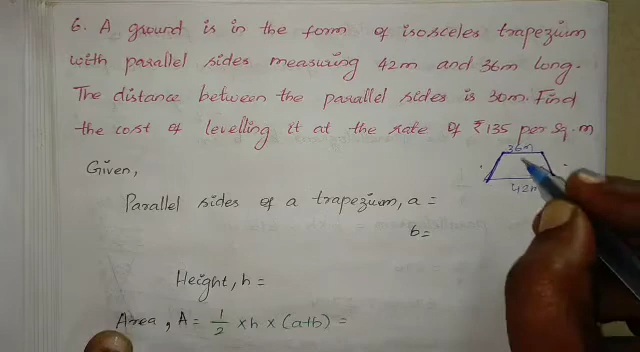 6. A ground is in the form of isosceles trapezium
with parallel sides measuring 42m and 36m long.
The distance between the parallel sides is 30m. Find
the cost of levelling it at the rate of ₹135 per sq.m
36m
Given,
42m
Parallel sides of a trapezium, a =
b=
Height, h =
Area, A = 1/2 × h × (a+b) =